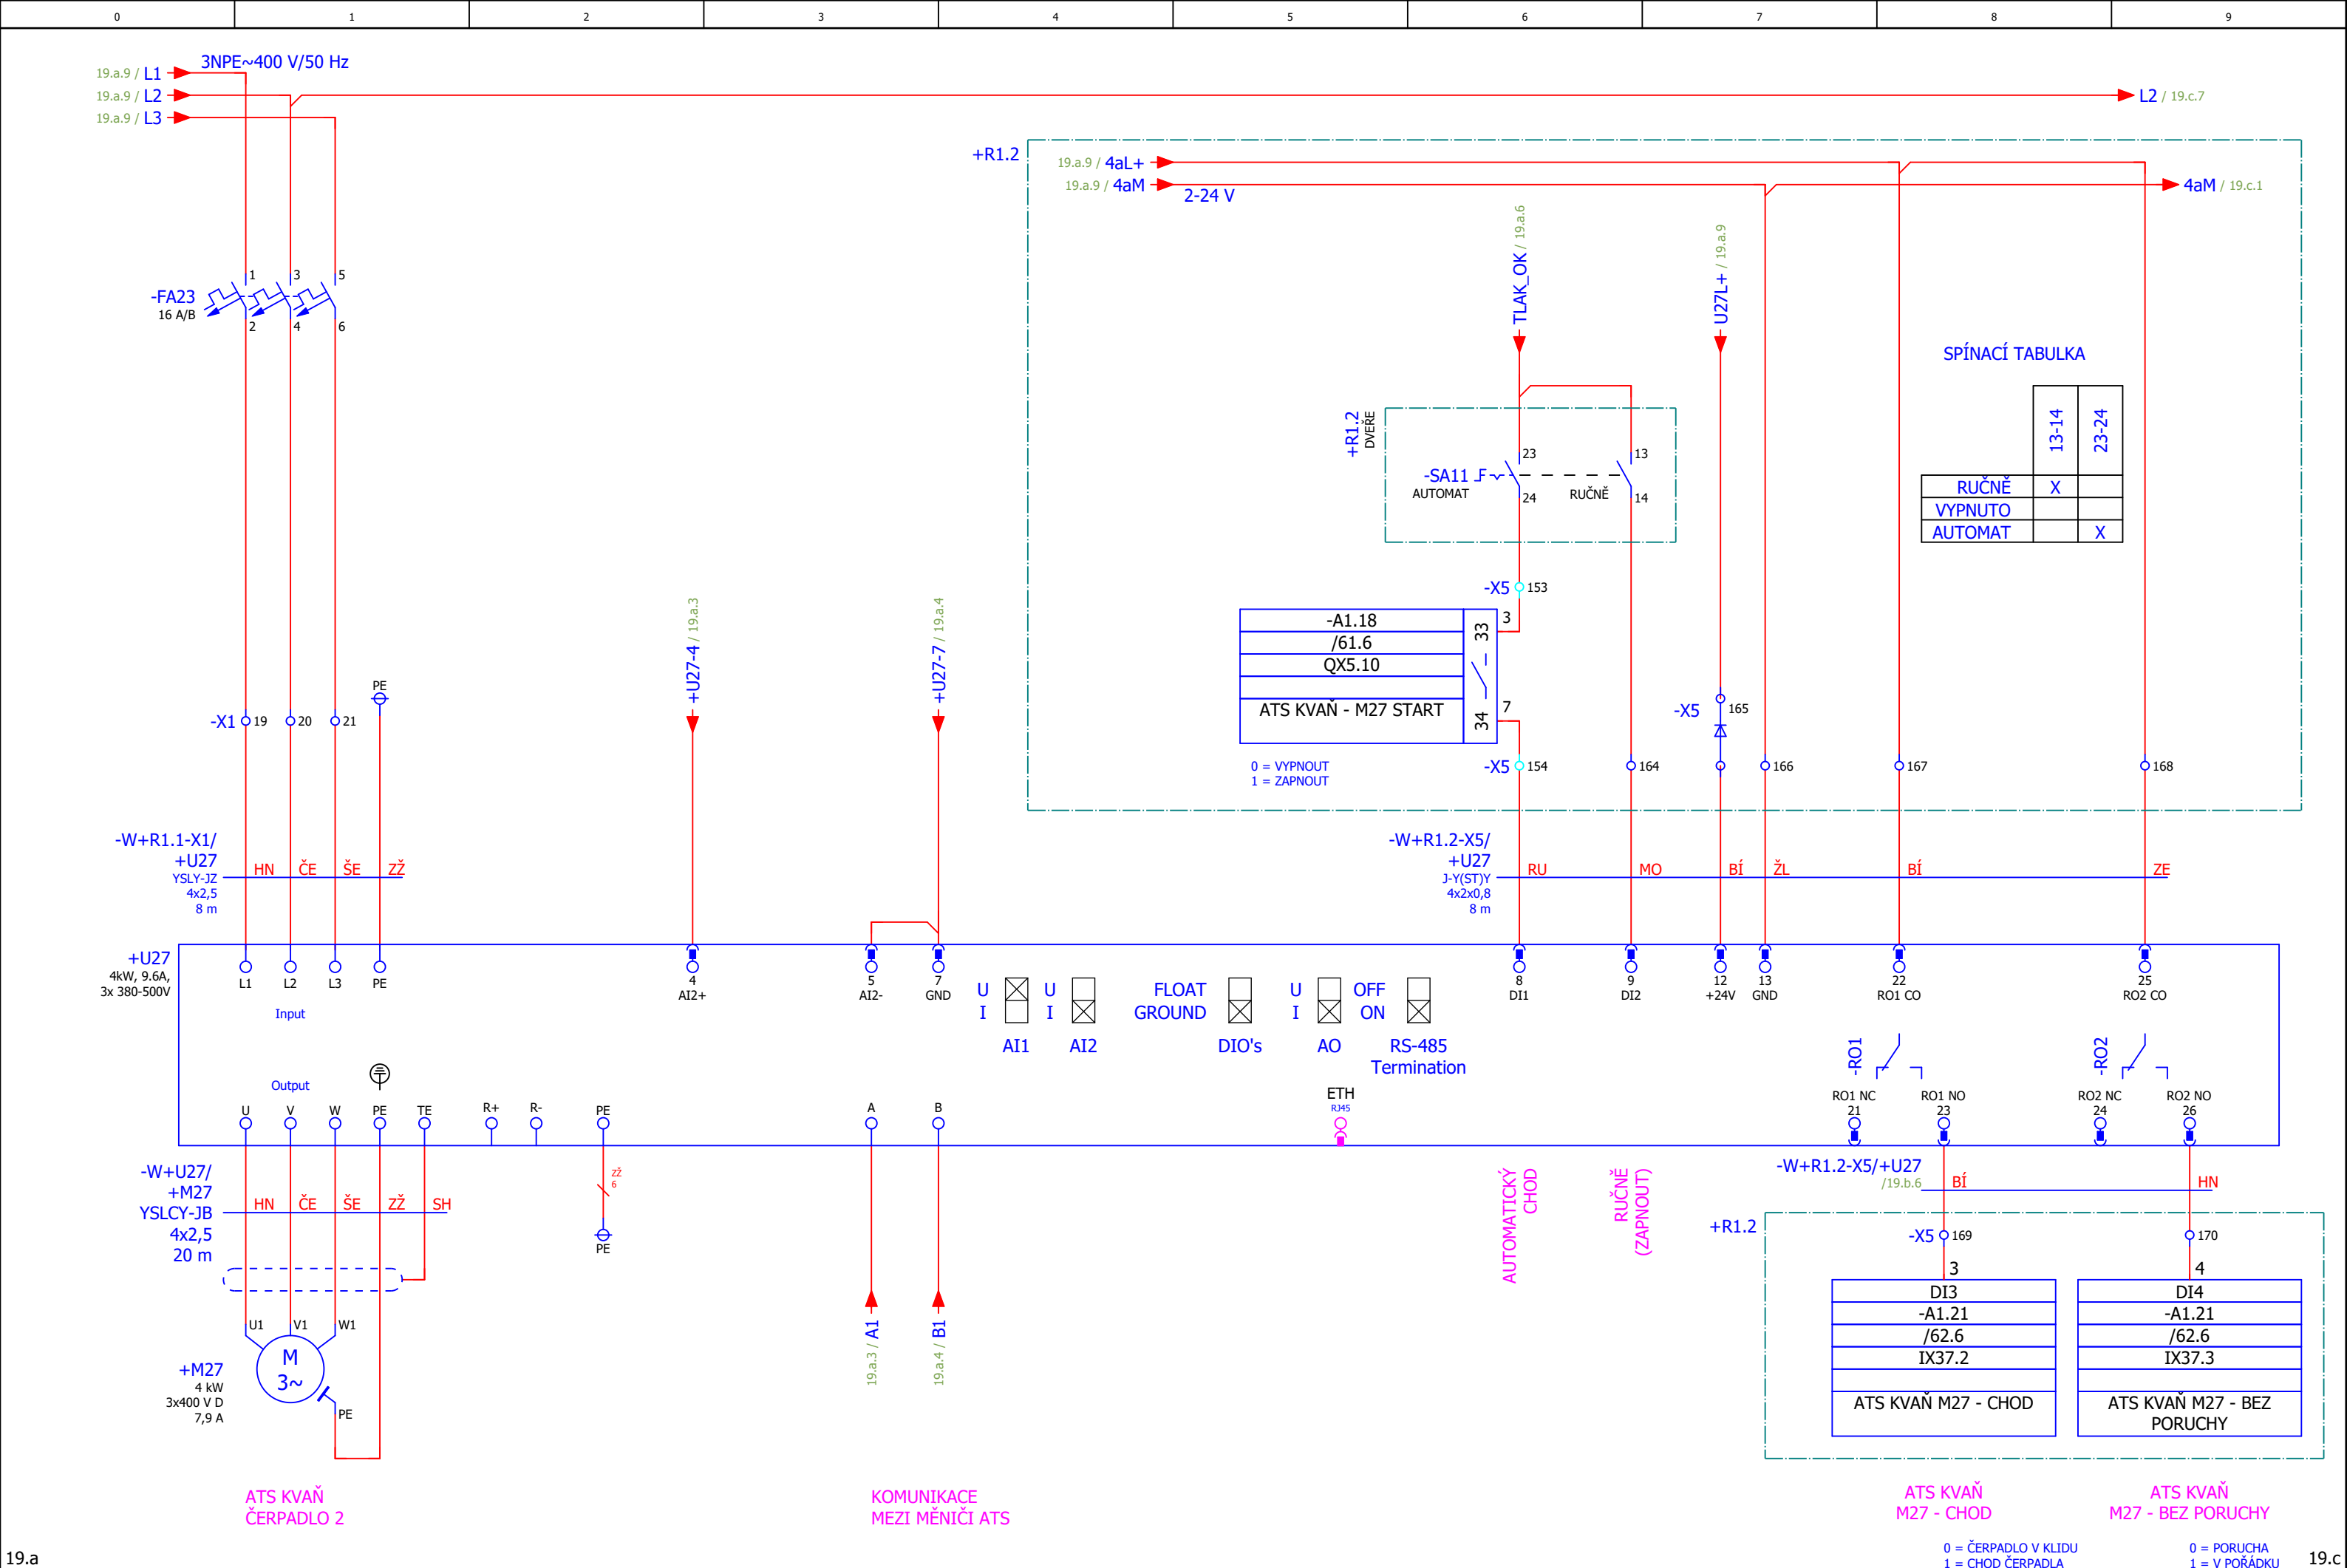 0 1 2 3 4 5 6 7 8 9
3NPE~400 V/50 Hz
19.a.9 / L1
19.a.9 / L2
19.a.9 / L3
L2 / 19.c.7
+R1.2
19.a.9 / 4aL+
19.a.9 / 4aM
2-24 V
4aM / 19.c.1
TLAK_OK / 19.a.6
U27L+ / 19.a.9
-FA23
16 A/B
1 3 5
2 4 6
SPÍNACÍ TABULKA
13-14 23-24
RUČNĚ X
VYPNUTO
AUTOMAT X
+R1.2
DVEŘE
-SA11
AUTOMAT
23
24
RUČNĚ
13
14
-X5 153
-A1.18
/61.6
QX5.10
ATS KVAŇ - M27 START
33
34
3
7
0 = VYPNOUT
1 = ZAPNOUT
-X5 154
164
-X5 165
166
167
168
+U27-4 / 19.a.3
+U27-7 / 19.a.4
PE
-X1 19 20 21
-W+R1.1-X1/
+U27
YSLY-JZ
4x2,5
8 m
HN ČE ŠE ZŽ
-W+R1.2-X5/
+U27
J-Y(ST)Y
4x2x0,8
8 m
RU MO BÍ ŽL BÍ ZE
+U27
4kW, 9.6A,
3x 380-500V
L1 L2 L3 PE
Input
4
AI2+
5
AI2-
7
GND
U
I
AI1
U
I
AI2
FLOAT
GROUND
DIO's
U
I
AO
OFF
ON
RS-485
Termination
8
DI1
9
DI2
12
+24V
13
GND
22
RO1 CO
25
RO2 CO
-RO1
-RO2
Output
U V W PE TE R+ R- PE
A B
ETH
RJ45
RO1 NC
21
RO1 NO
23
RO2 NC
24
RO2 NO
26
-W+U27/
+M27
YSLCY-JB
4x2,5
20 m
HN ČE ŠE ZŽ SH
ZŽ
6
PE
19.a.3 / A1
19.a.4 / B1
AUTOMATICKÝ
CHOD
RUČNĚ
(ZAPNOUT)
-W+R1.2-X5/+U27
/19.b.6
BÍ HN
+R1.2
-X5 169
170
3
DI3
-A1.21
/62.6
IX37.2
ATS KVAŇ M27 - CHOD
4
DI4
-A1.21
/62.6
IX37.3
ATS KVAŇ M27 - BEZ
PORUCHY
U1 V1 W1
M
3~
PE
+M27
4 kW
3x400 V D
7,9 A
ATS KVAŇ
ČERPADLO 2
KOMUNIKACE
MEZI MĚNIČI ATS
ATS KVAŇ
M27 - CHOD
ATS KVAŇ
M27 - BEZ PORUCHY
0 = ČERPADLO V KLIDU
1 = CHOD ČERPADLA
0 = PORUCHA
1 = V POŘÁDKU
19.a
19.c